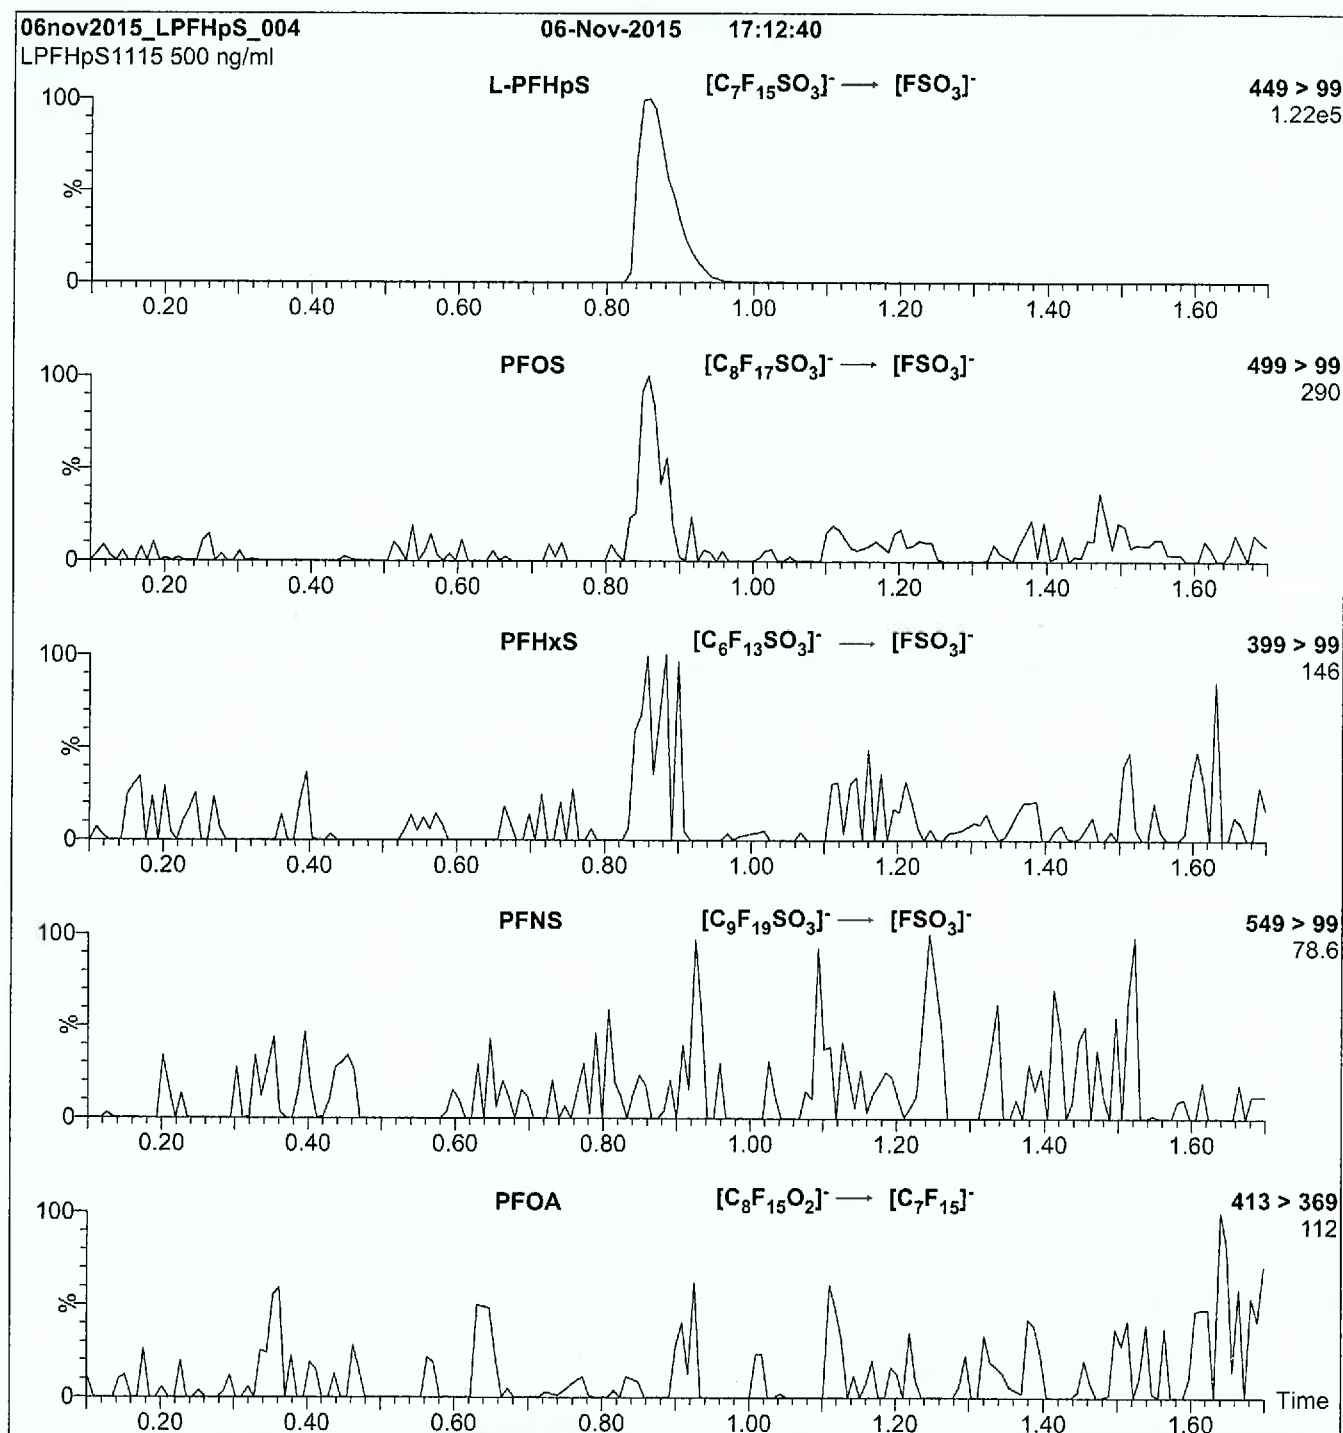 06nov2015_LPFHpS_004 06-Nov-2015 17:12:40
LPFHpS1115 500 ng/ml
L-PFHpS [C7F15SO3]- → [FSO3]- 449 > 99
1.22e5
100
%
0
0.20 0.40 0.60 0.80 1.00 1.20 1.40 1.60
PFOS [C8F17SO3]- → [FSO3]- 499 > 99
290
100
%
0
0.20 0.40 0.60 0.80 1.00 1.20 1.40 1.60
PFHxS [C6F13SO3]- → [FSO3]- 399 > 99
146
100
%
0
0.20 0.40 0.60 0.80 1.00 1.20 1.40 1.60
PFNS [C9F19SO3]- → [FSO3]- 549 > 99
78.6
100
%
0
0.20 0.40 0.60 0.80 1.00 1.20 1.40 1.60
PFOA [C8F15O2]- → [C7F15]- 413 > 369
112
100
%
0
Time
0.20 0.40 0.60 0.80 1.00 1.20 1.40 1.60